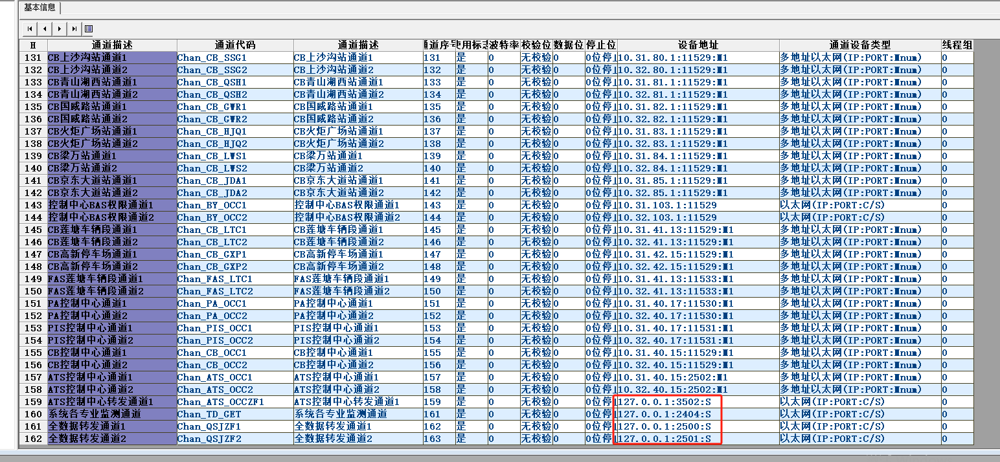 基本信息
H 通道描述 通道代码 通道描述 通道序号 使用标志 波特率 校验位 数据位 停止位 设备地址 通道设备类型 线程组
131 CB上沙沟站通道1 Chan_CB_SSG1 CB上沙沟站通道1 131 是 0 无校验 0 0位停止 10.31.80.1:11529:M1 多地址以太网(IP:PORT:Mnum) 0
132 CB上沙沟站通道2 Chan_CB_SSG2 CB上沙沟站通道2 132 是 0 无校验 0 0位停 10.32.80.1:11529:M1 多地址以太网(IP:PORT:Mnum) 0
133 CB青山湖西站通道1 Chan_CB_QSH1 CB青山湖西站通道1 133 是 0 无校验 0 0位停 10.31.81.1:11529:M1 多地址以太网(IP:PORT:Mnum) 0
134 CB青山湖西站通道2 Chan_CB_QSH2 CB青山湖西站通道2 134 是 0 无校验 0 0位停 10.32.81.1:11529:M1 多地址以太网(IP:PORT:Mnum) 0
135 CB国威路站通道1 Chan_CB_GWR1 CB国威路站通道1 135 是 0 无校验 0 0位停 10.31.82.1:11529:M1 多地址以太网(IP:PORT:Mnum) 0
136 CB国威路站通道2 Chan_CB_GWR2 CB国威路站通道2 136 是 0 无校验 0 0位停 10.32.82.1:11529:M1 多地址以太网(IP:PORT:Mnum) 0
137 CB火炬广场站通道1 Chan_CB_HJQ1 CB火炬广场站通道1 137 是 0 无校验 0 0位停 10.31.83.1:11529:M1 多地址以太网(IP:PORT:Mnum) 0
138 CB火炬广场站通道2 Chan_CB_HJQ2 CB火炬广场站通道2 138 是 0 无校验 0 0位停 10.32.83.1:11529:M1 多地址以太网(IP:PORT:Mnum) 0
139 CB梁万站通道1 Chan_CB_LWS1 CB梁万站通道1 139 是 0 无校验 0 0位停 10.31.84.1:11529:M1 多地址以太网(IP:PORT:Mnum) 0
140 CB梁万站通道2 Chan_CB_LWS2 CB梁万站通道2 140 是 0 无校验 0 0位停 10.32.84.1:11529:M1 多地址以太网(IP:PORT:Mnum) 0
141 CB京东大道站通道1 Chan_CB_JDA1 CB京东大道站通道1 141 是 0 无校验 0 0位停 10.31.85.1:11529:M1 多地址以太网(IP:PORT:Mnum) 0
142 CB京东大道站通道2 Chan_CB_JDA2 CB京东大道站通道2 142 是 0 无校验 0 0位停 10.32.85.1:11529:M1 多地址以太网(IP:PORT:Mnum) 0
143 控制中心BAS权限通道1 Chan_BY_OCC1 控制中心BAS权限通道1 143 是 0 无校验 0 0位停 10.31.103.1:11529 以太网(IP:PORT:C/S) 0
144 控制中心BAS权限通道2 Chan_BY_OCC2 控制中心BAS权限通道2 144 是 0 无校验 0 0位停 10.32.103.1:11529 以太网(IP:PORT:C/S) 0
145 CB莲塘车辆段通道1 Chan_CB_LTC1 CB莲塘车辆段通道1 145 是 0 无校验 0 0位停 10.31.41.13:11529:M1 多地址以太网(IP:PORT:Mnum) 0
146 CB莲塘车辆段通道2 Chan_CB_LTC2 CB莲塘车辆段通道2 146 是 0 无校验 0 0位停 10.32.41.13:11529:M1 多地址以太网(IP:PORT:Mnum) 0
147 CB高新停车场通道1 Chan_CB_GXP1 CB高新停车场通道1 147 是 0 无校验 0 0位停 10.31.42.15:11529:M1 多地址以太网(IP:PORT:Mnum) 0
148 CB高新停车场通道2 Chan_CB_GXP2 CB高新停车场通道2 148 是 0 无校验 0 0位停 10.32.42.15:11529:M1 多地址以太网(IP:PORT:Mnum) 0
149 FAS莲塘车辆段通道1 Chan_FAS_LTC1 FAS莲塘车辆段通道1 149 是 0 无校验 0 0位停 10.31.41.13:11533:M1 多地址以太网(IP:PORT:Mnum) 0
150 FAS莲塘车辆段通道2 Chan_FAS_LTC2 FAS莲塘车辆段通道2 150 是 0 无校验 0 0位停 10.32.41.13:11533:M1 多地址以太网(IP:PORT:Mnum) 0
151 PA控制中心通道1 Chan_PA_OCC1 PA控制中心通道1 151 是 0 无校验 0 0位停 10.31.40.17:11530:M1 多地址以太网(IP:PORT:Mnum) 0
152 PA控制中心通道2 Chan_PA_OCC2 PA控制中心通道2 152 是 0 无校验 0 0位停 10.32.40.17:11530:M1 多地址以太网(IP:PORT:Mnum) 0
153 PIS控制中心通道1 Chan_PIS_OCC1 PIS控制中心通道1 153 是 0 无校验 0 0位停 10.31.40.17:11531:M1 多地址以太网(IP:PORT:Mnum) 0
154 PIS控制中心通道2 Chan_PIS_OCC2 PIS控制中心通道2 154 是 0 无校验 0 0位停 10.32.40.17:11531:M1 多地址以太网(IP:PORT:Mnum) 0
155 CB控制中心通道1 Chan_CB_OCC1 CB控制中心通道1 155 是 0 无校验 0 0位停 10.31.40.15:11529:M1 多地址以太网(IP:PORT:Mnum) 0
156 CB控制中心通道2 Chan_CB_OCC2 CB控制中心通道2 156 是 0 无校验 0 0位停 10.32.40.15:11529:M1 多地址以太网(IP:PORT:Mnum) 0
157 ATS控制中心通道1 Chan_ATS_OCC1 ATS控制中心通道1 157 是 0 无校验 0 0位停 10.31.40.15:2502:M1 多地址以太网(IP:PORT:Mnum) 0
158 ATS控制中心通道2 Chan_ATS_OCC2 ATS控制中心通道2 158 是 0 无校验 0 0位停 10.32.40.15:2502:M1 多地址以太网(IP:PORT:Mnum) 0
159 ATS控制中心转发通道1 Chan_ATS_OCCZF1 ATS控制中心转发通道1 159 是 0 无校验 0 0位停 127.0.0.1:3502:S 以太网(IP:PORT:C/S) 0
160 系统各专业监测通道 Chan_TD_GET 系统各专业监测通道 161 是 0 无校验 0 0位停 127.0.0.1:2404:S 以太网(IP:PORT:C/S) 0
161 全数据转发通道1 Chan_QSJZF1 全数据转发通道1 162 是 0 无校验 0 0位停 127.0.0.1:2500:S 以太网(IP:PORT:C/S) 0
162 全数据转发通道2 Chan_QSJZF2 全数据转发通道2 163 是 0 无校验 0 0位停 127.0.0.1:2501:S 以太网(IP:PORT:C/S) 0